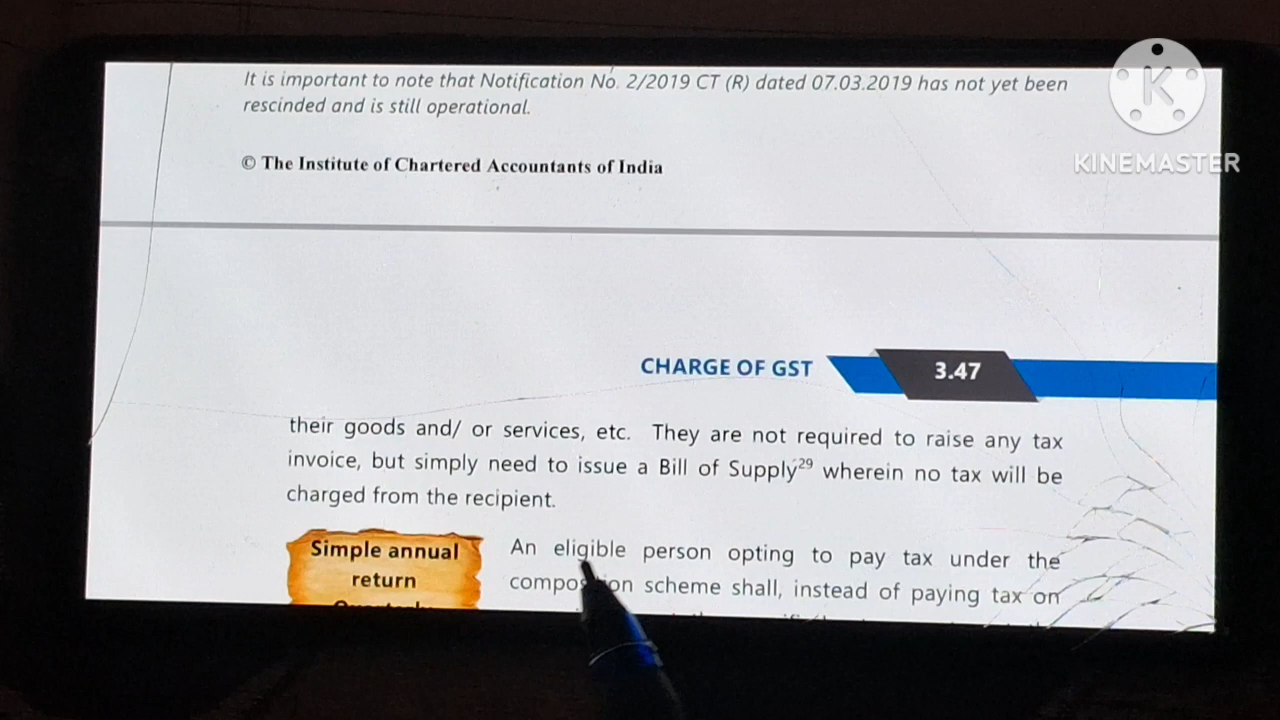 It is important to note that Notification No. 2/2019 CT (R) dated 07.03.2019 has not yet been
rescinded and is still operational.
© The Institute of Chartered Accountants of India
K
KINEMASTER
CHARGE OF GST
3.47
their goods and/ or services, etc. They are not required to raise any tax
invoice, but simply need to issue a Bill of Supply29 wherein no tax will be
charged from the recipient.
Simple annual
return
An eligible person opting to pay tax under the
scheme shall, instead of paying tax on